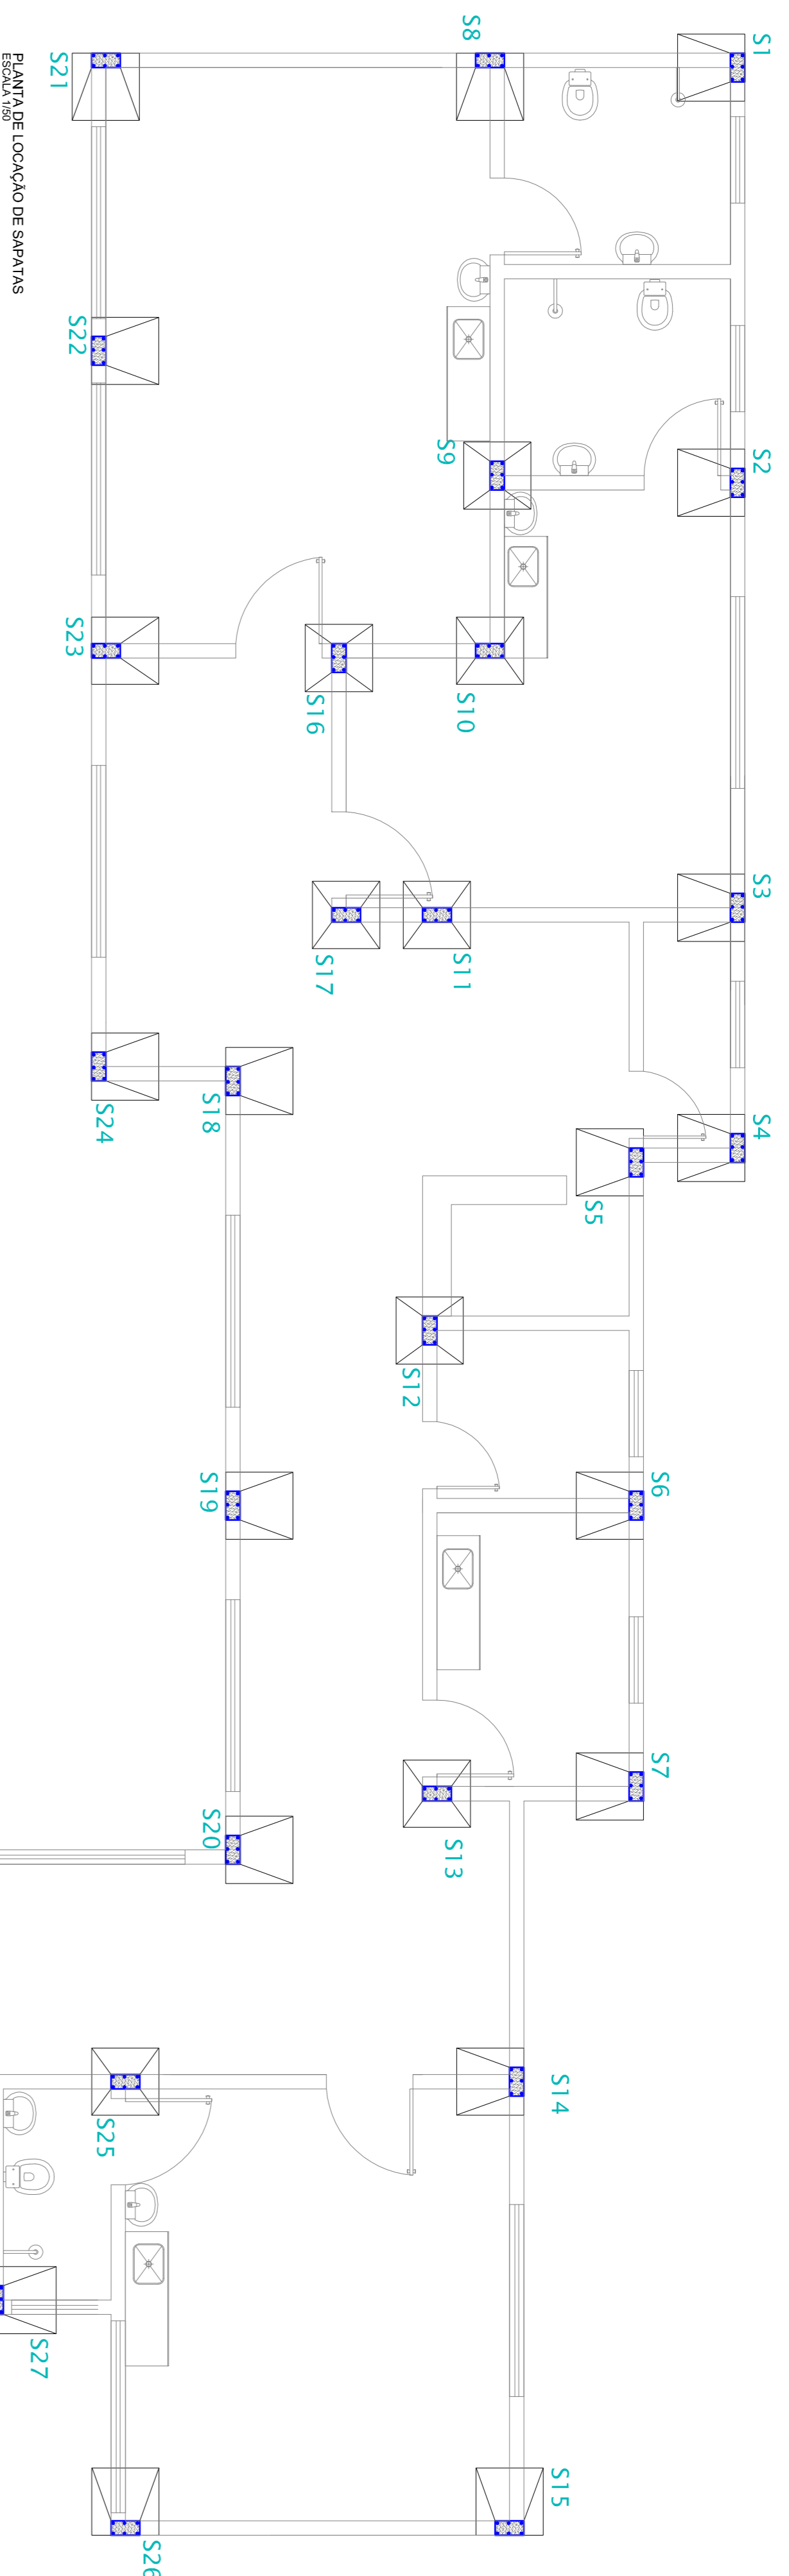 S1
S2
S3
S4
S5
S6
S7
S8
S9
S10
S11
S12
S13
S14
S15
S16
S17
S18
S19
S20
S21
S22
S23
S24
S25
S26
S27
PLANTA DE LOCAÇÃO DE SAPATAS
ESCALA 1/50